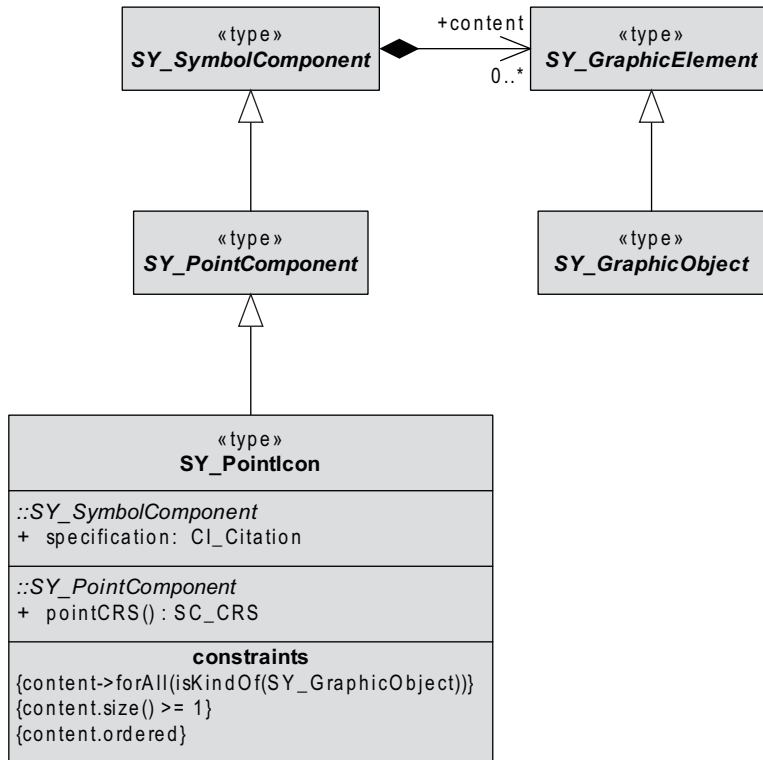 «type»
SY_SymbolComponent
+content
0..*
«type»
SY_GraphicElement
«type»
SY_PointComponent
«type»
SY_GraphicObject
«type»
SY_PointIcon
::SY_SymbolComponent
+ specification: CI_Citation
::SY_PointComponent
+ pointCRS() : SC_CRS
constraints
{content->forAll(isKindOf(SY_GraphicObject))}
{content.size() >= 1}
{content.ordered}